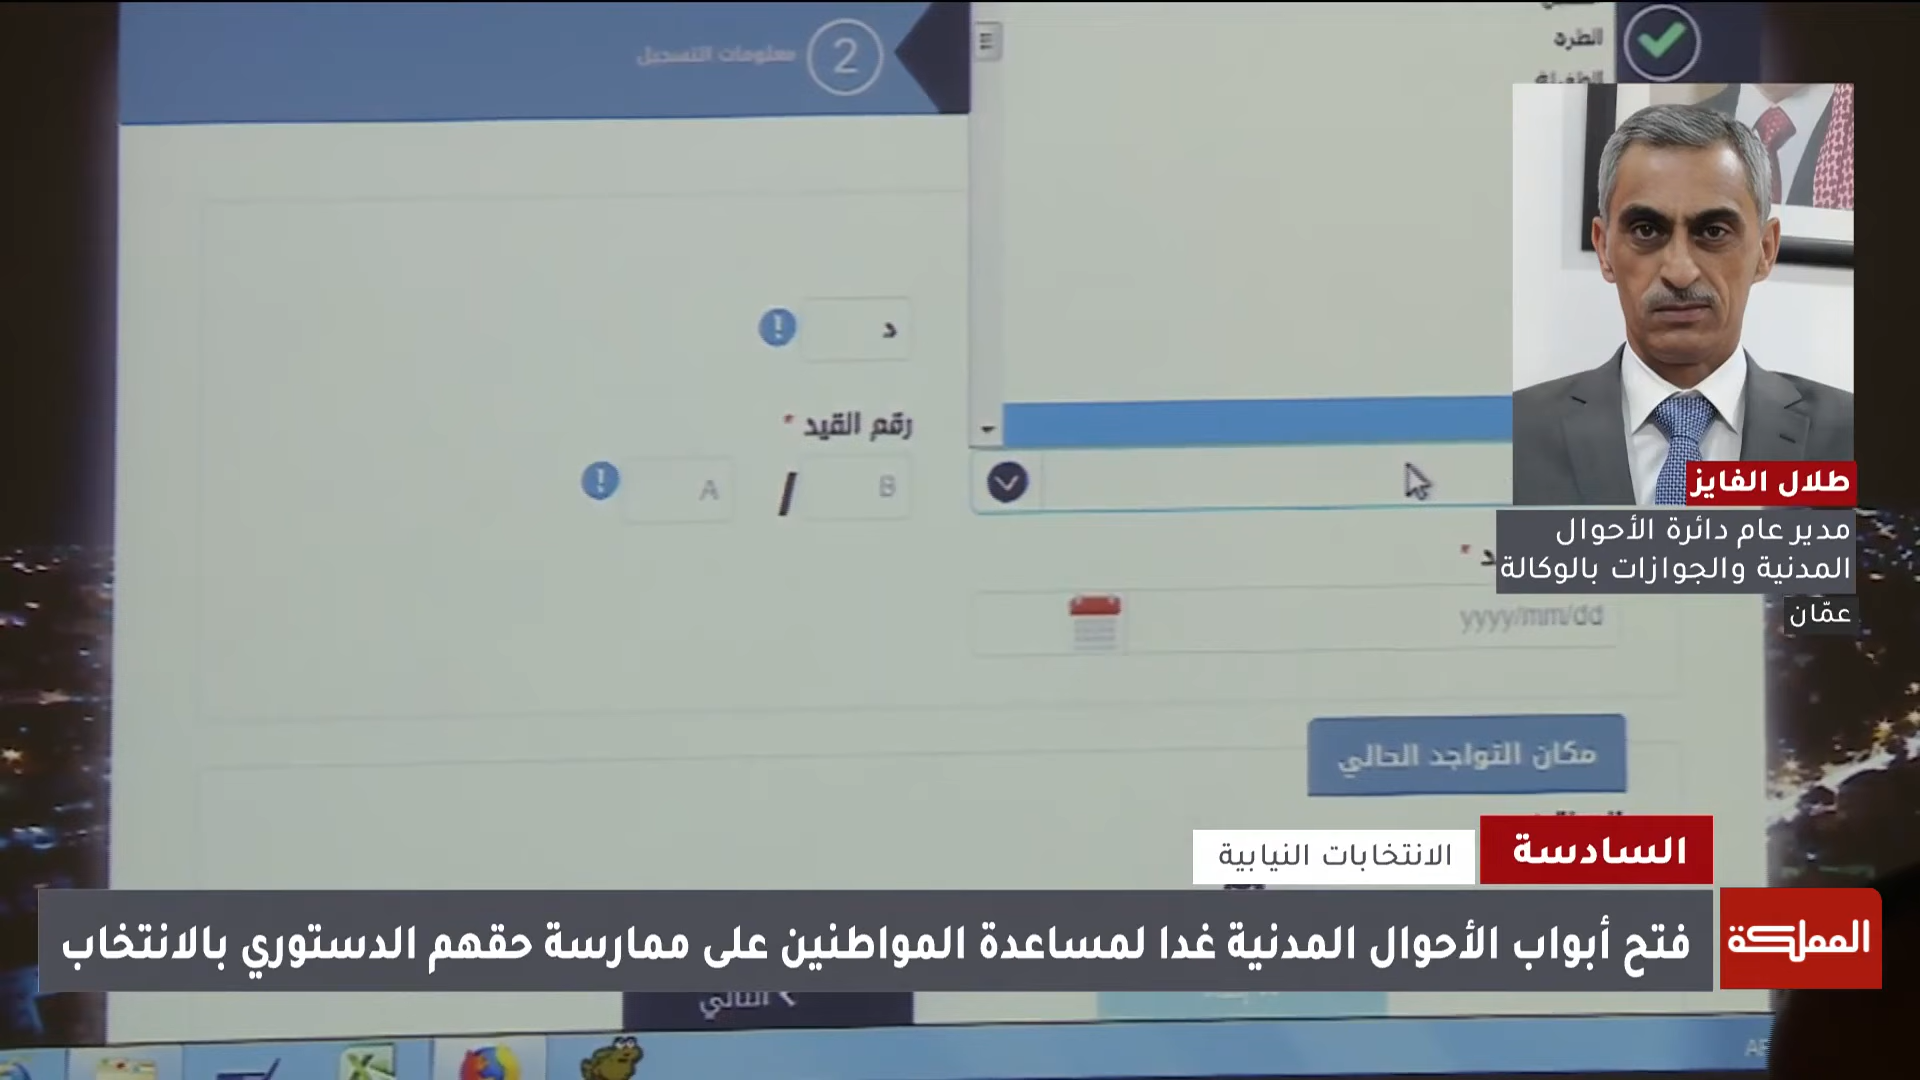 الطرد
2 معلومات التسجيل
د
رقم القيد *
B / A
د *
yyyy/mm/dd
مكان التواجد الحالي
طلال الفايز
مدير عام دائرة الأحوال
المدنية والجوازات بالوكالة
عمّان
السادسة
الانتخابات النيابية
فتح أبواب الأحوال المدنية غدا لمساعدة المواطنين على ممارسة حقهم الدستوري بالانتخاب
المملكة
التالي